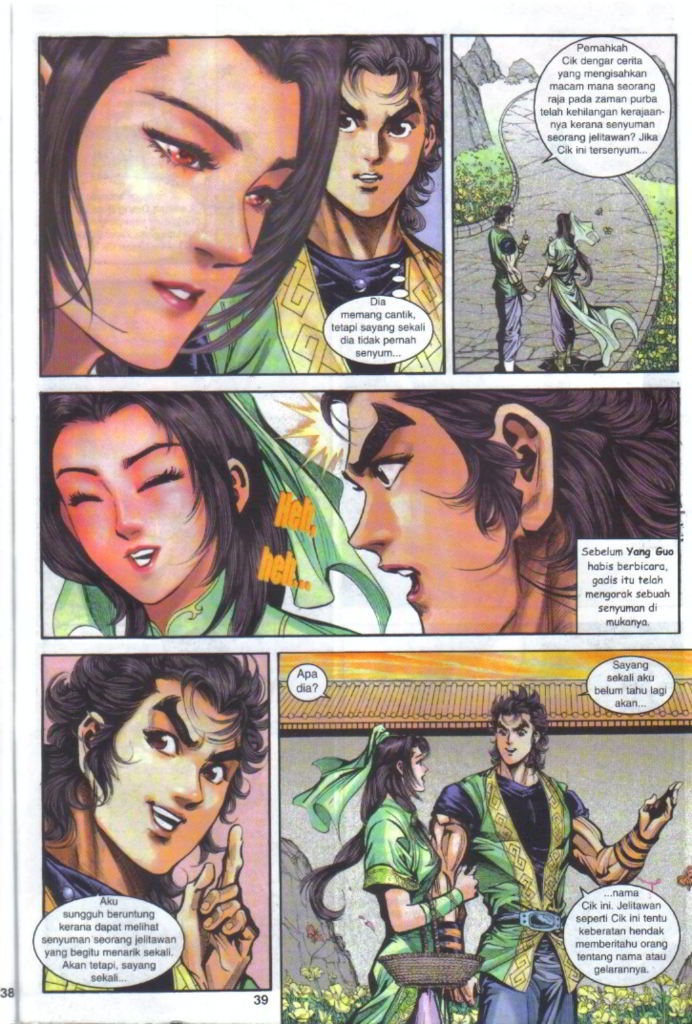 Dia
memang cantik,
tetapi sayang sekali
dia tidak pernah
senyum...
Pernahkah
Cik dengar cerita
yang mengisahkan
macam mana seorang
raja pada zaman purba
telah kehilangan kerajaan-
nya kerana senyuman
seorang jelitawan? Jika
Cik ini tersenyum...
Heh,
heh...
Sebelum Yang Guo
habis berbicara,
gadis itu telah
mengorak sebuah
senyuman di
mukanya.
Aku
sungguh beruntung
kerana dapat melihat
senyuman seorang jelitawan
yang begitu menarik sekali.
Akan tetapi, sayang
sekali...
Apa
dia?
Sayang
sekali aku
belum tahu lagi
akan...
...nama
Cik ini. Jelitawan
seperti Cik ini tentu
keberatan hendak
memberitahu orang
tentang nama atau
gelarannya.
38
39